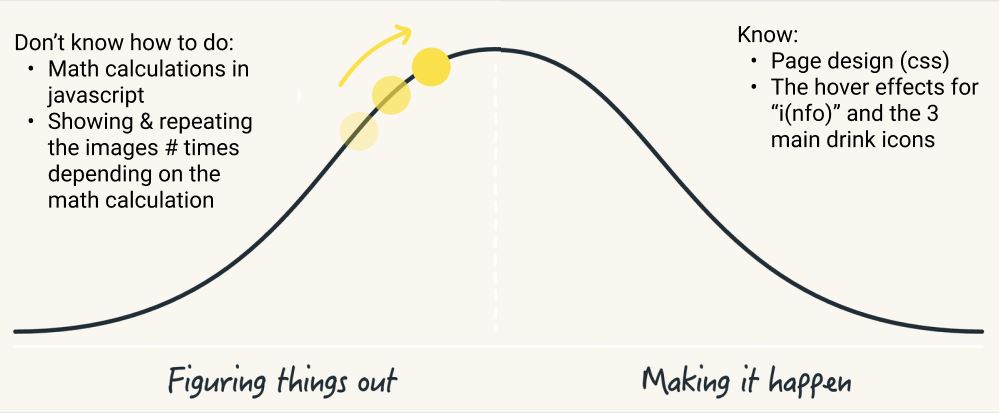 Don't know how to do:
• Math calculations in
javascript
• Showing & repeating
the images # times
depending on the
math calculation
Know:
• Page design (css)
• The hover effects for
“i(nfo)” and the 3
main drink icons
Figuring things out
Making it happen